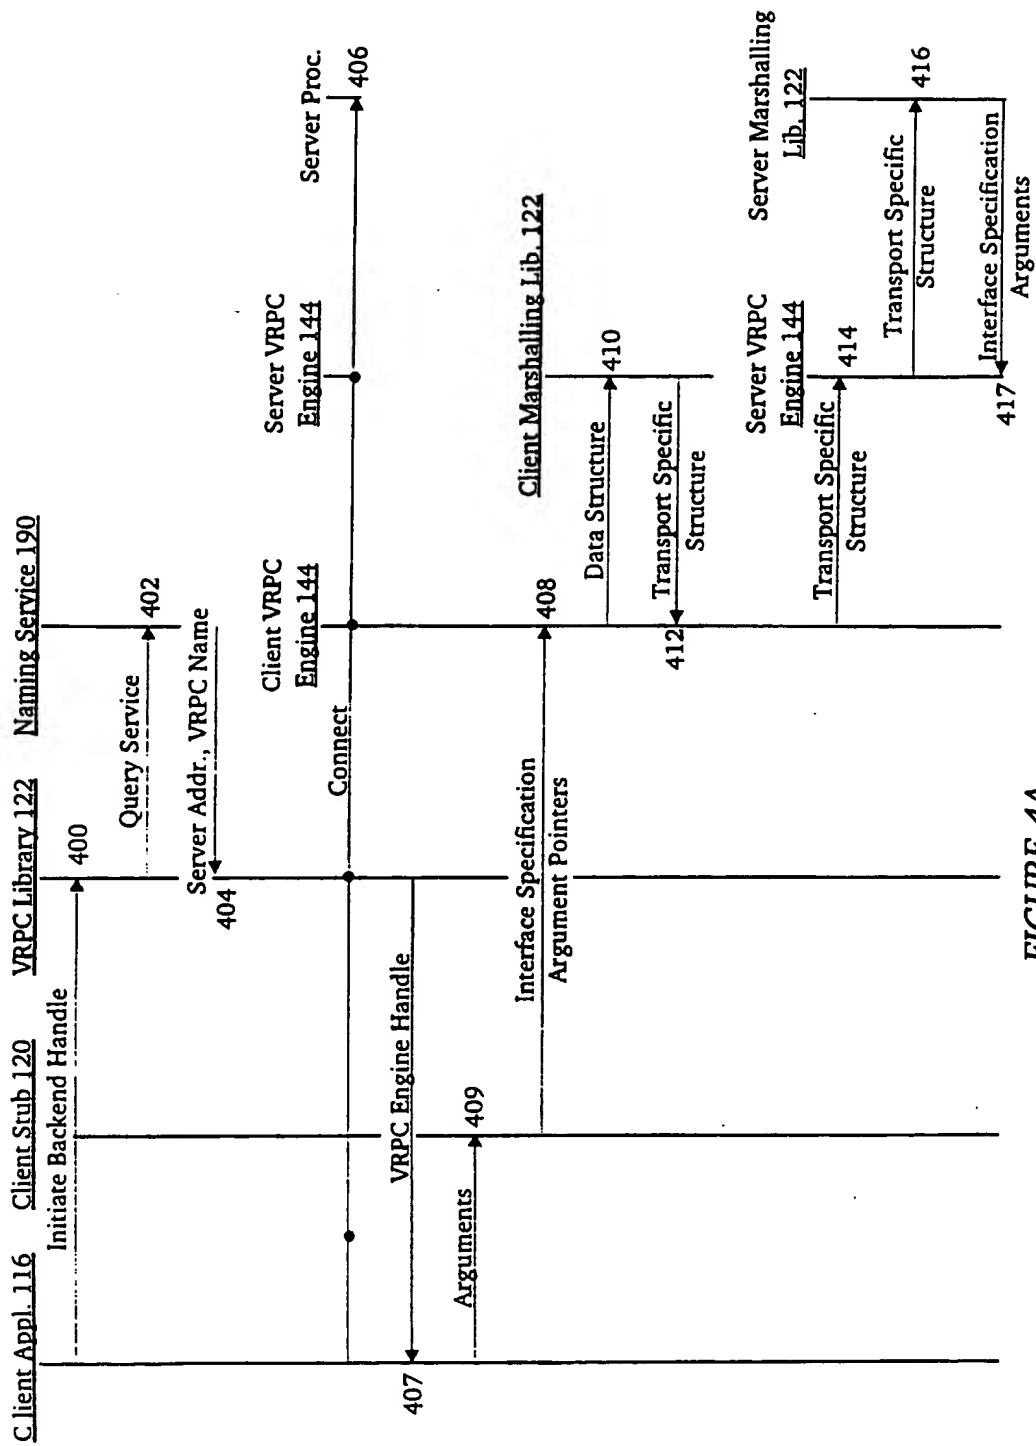 Client Appl. 116
Client Stub 120
VRPC Library 122
Naming Service 190
Initiate Backend Handle
400
Query Service
402
Server Addr., VRPC Name
404
Client VRPC
Engine 144
Server VRPC
Engine 144
Server Proc.
Connect
406
VRPC Engine Handle
407
Arguments
409
Interface Specification
Argument Pointers
408
Client Marshalling Lib. 122
Data Structure
410
Transport Specific
Structure
412
Server VRPC
Engine 144
Server Marshalling
Lib. 122
Transport Specific
Structure
414
Transport Specific
Structure
416
Interface Specification
Arguments
417
FIGURE 4A